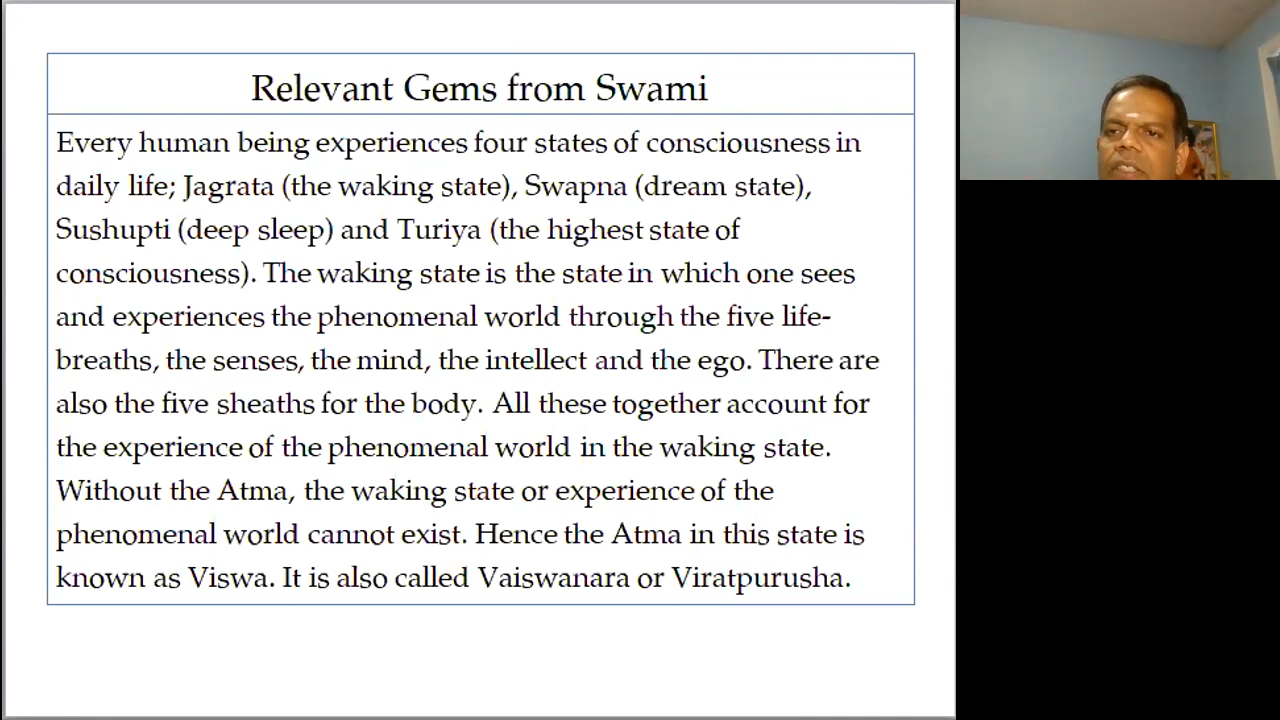 Relevant Gems from Swami
Every human being experiences four states of consciousness in
daily life; Jagrata (the waking state), Swapna (dream state),
Sushupti (deep sleep) and Turiya (the highest state of
consciousness). The waking state is the state in which one sees
and experiences the phenomenal world through the five life-
breaths, the senses, the mind, the intellect and the ego. There are
also the five sheaths for the body. All these together account for
the experience of the phenomenal world in the waking state.
Without the Atma, the waking state or experience of the
phenomenal world cannot exist. Hence the Atma in this state is
known as Viswa. It is also called Vaiswanara or Viratpurusha.